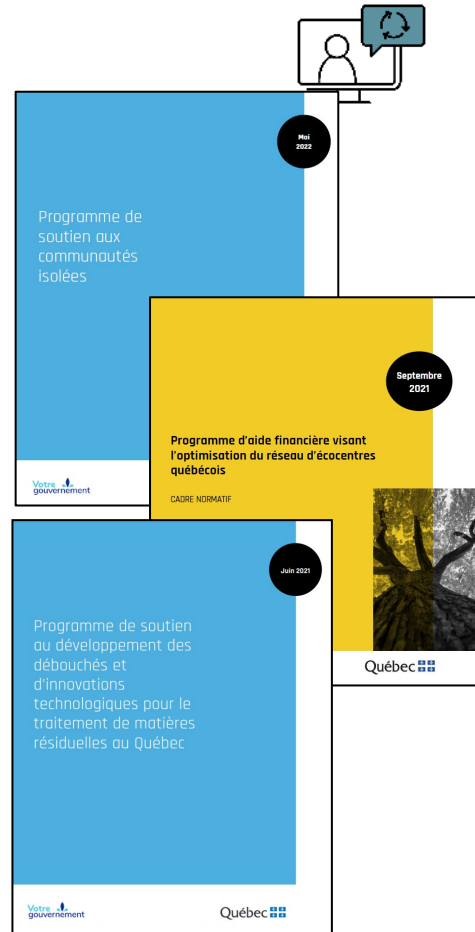 Mai
2022
Programme de
soutien aux
communautés
isolées
Votre
gouvernement
Septembre
2021
Programme d'aide financière visant
l'optimisation du réseau d'écocentres
québécois
CADRE NORMATIF
Québec
Juin 2021
Programme de soutien
au développement des
débouchés et
d'innovations
technologiques pour le
traitement de matières
résiduelles au Québec
Votre
gouvernement
Québec